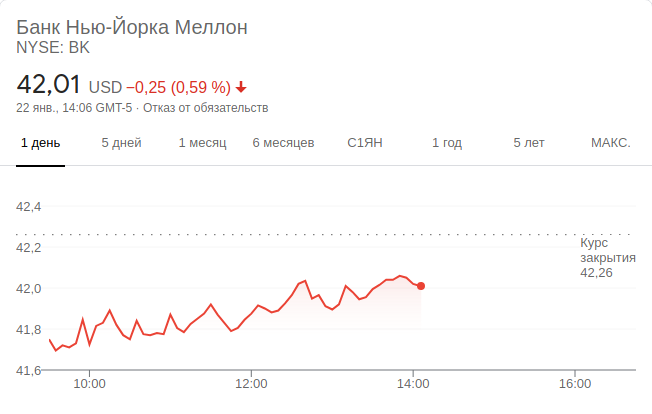 Банк Нью-Йорка Меллон
NYSE: BK
42,01 USD −0,25 (0,59 %)
22 янв., 14:06 GMT-5 · Отказ от обязательств
1 день 5 дней 1 месяц 6 месяцев С1ЯН 1 год 5 лет МАКС.
42,4
42,2
42,0
41,8
41,6
Курс
закрытия
42,26
10:00 12:00 14:00 16:00